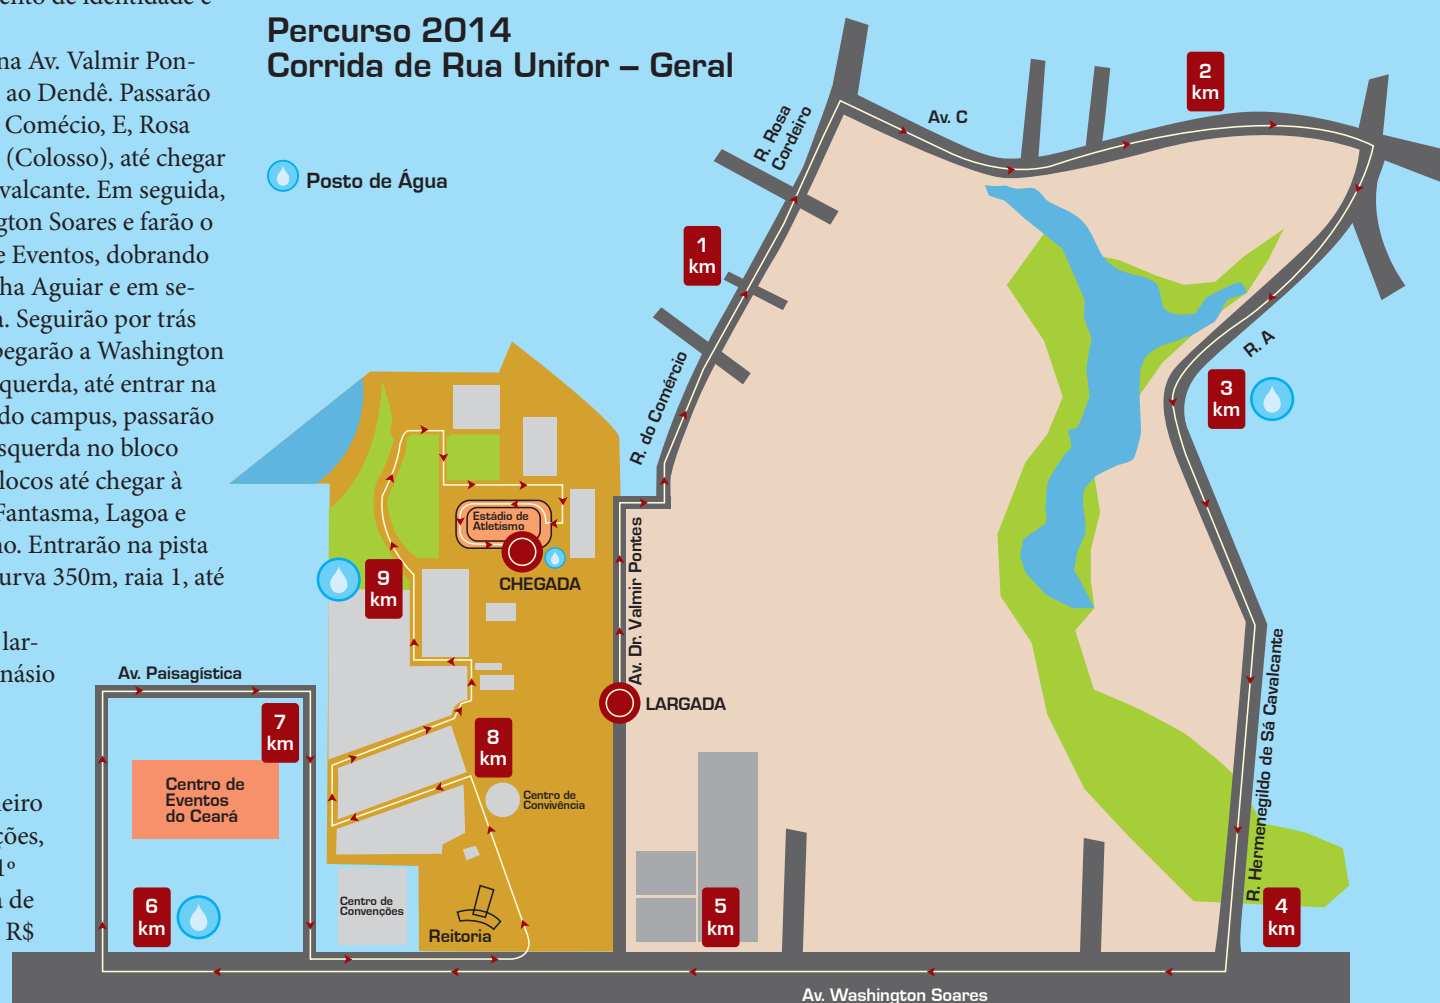 ento de identidade e
na Av. Valmir Pon-
ao Dendê. Passarão
Comécio, E, Rosa
(Colosso), até chegar
valcante. Em seguida,
gton Soares e farão o
e Eventos, dobrando
ha Aguiar e em se-
a. Seguirão por trás
pegarão a Washington
querda, até entrar na
do campus, passarão
squerda no bloco
locos até chegar à
Fantasma, Lagoa e
no. Entrarão na pista
urva 350m, raia 1, até
lar-
násio
eiro
ções,
1º
a de
R$
Percurso 2014
Corrida de Rua Unifor – Geral
Posto de Água
R. Rosa
Cordeiro
Av. C
2
km
1
km
R. do Comércio
R. A
3
km
Estádio de
Atletismo
CHEGADA
9
km
Av. Dr. Valmir Pontes
LARGADA
Av. Paisagística
7
km
8
km
Centro de
Eventos
do Ceará
Centro de
Convivência
R. Hermenegildo de Sá Cavalcante
6
km
Centro de
Convenções
Reitoria
5
km
4
km
Av. Washington Soares